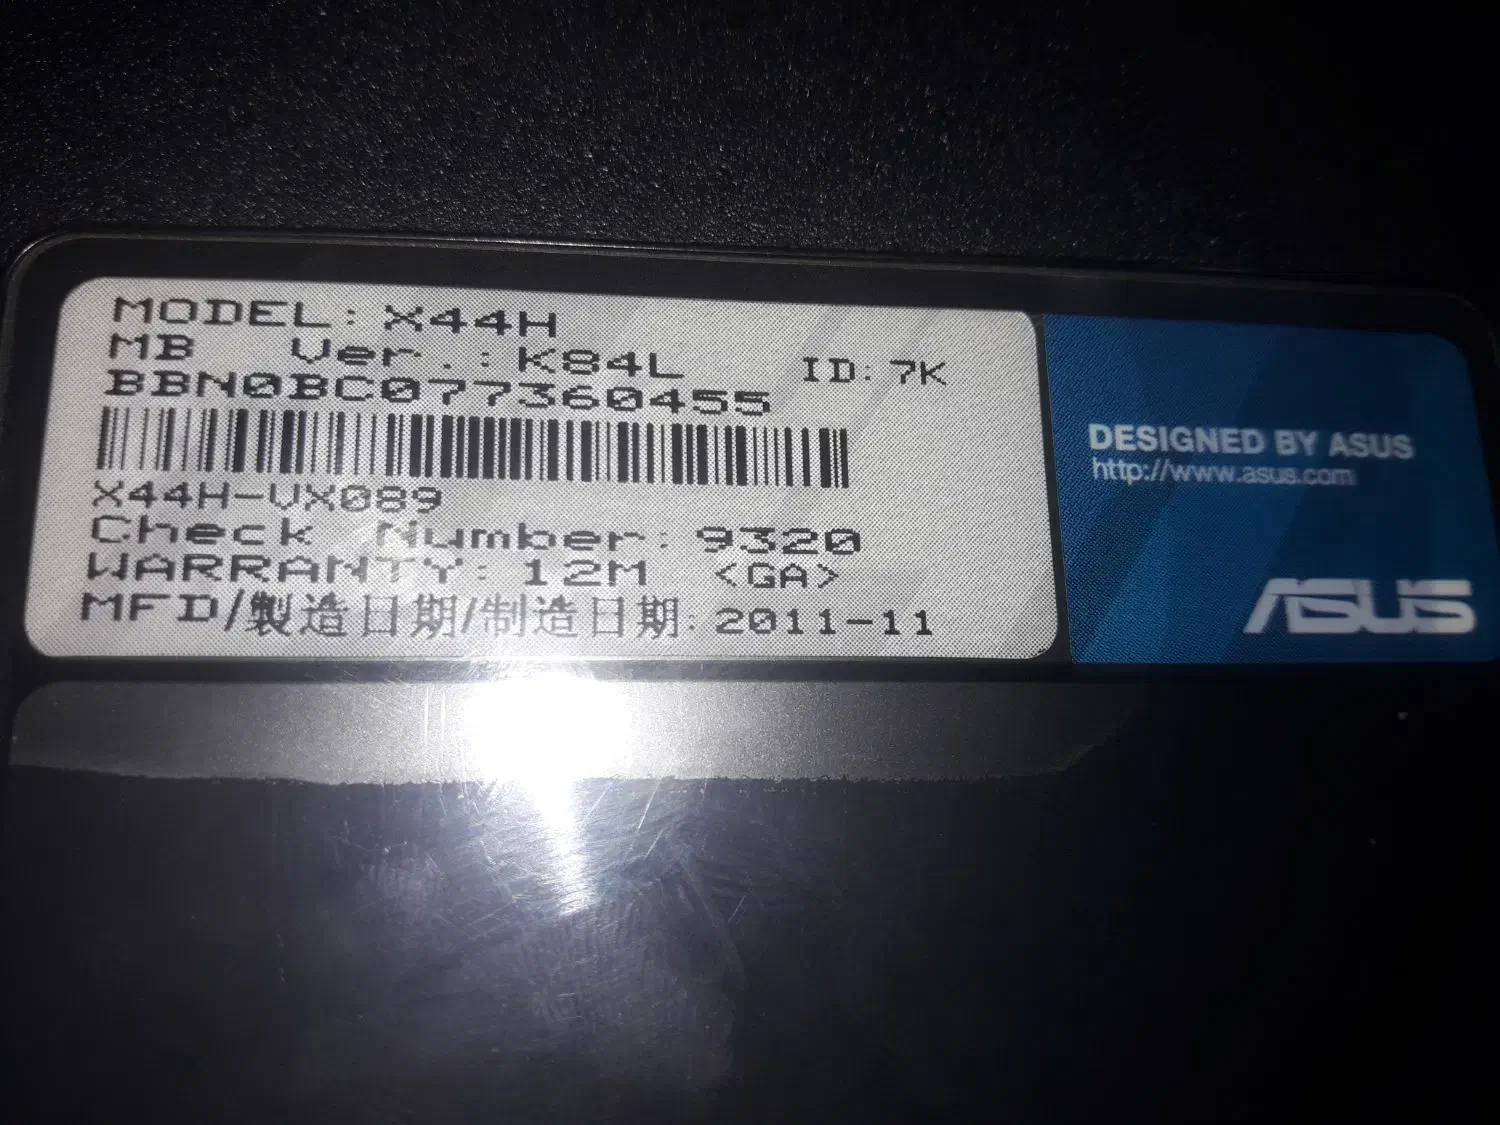 MODEL: X44H
MB Ver.: K84L ID: 7K
BBN0BC077360455
X44H-VX089
Check Number: 9320
WARRANTY: 12M <GA>
MFD/製造日期/制造日期: 2011-11
DESIGNED BY ASUS
http://www.asus.com
ASUS